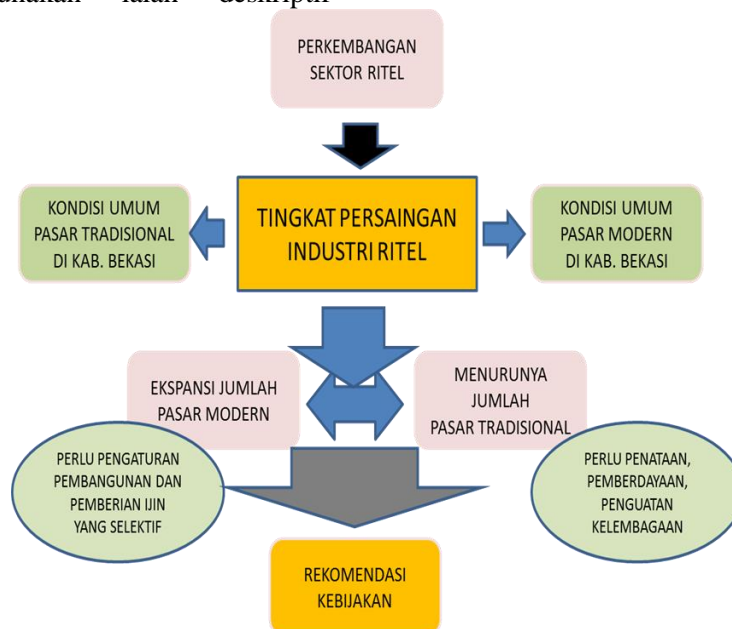 ialah deskriptif
PERKEMBANGAN
SEKTOR RITEL
KONDISI UMUM
PASAR TRADISIONAL
DI KAB. BEKASI
TINGKAT PERSAINGAN
INDUSTRI RITEL
KONDISI UMUM
PASAR MODERN
DI KAB. BEKASI
EKSPANSI JUMLAH
PASAR MODERN
MENURUNYA
JUMLAH
PASAR TRADISIONAL
PERLU PENGATURAN
PEMBANGUNAN DAN
PEMBERIAN IJIN
YANG SELEKTIF
PERLU PENATAAN,
PEMBERDAYAAN,
PENGUATAN
KELEMBAGAAN
REKOMENDASI
KEBIJAKAN